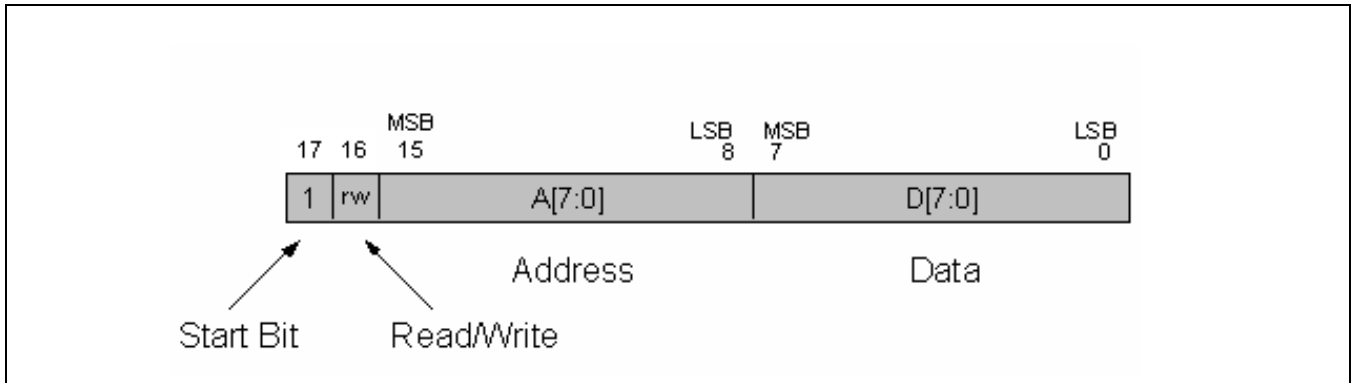 MSB LSB MSB LSB
17 16 15 8 7 0
1 rw A[7:0] D[7:0]
Address Data
Start Bit Read/Write